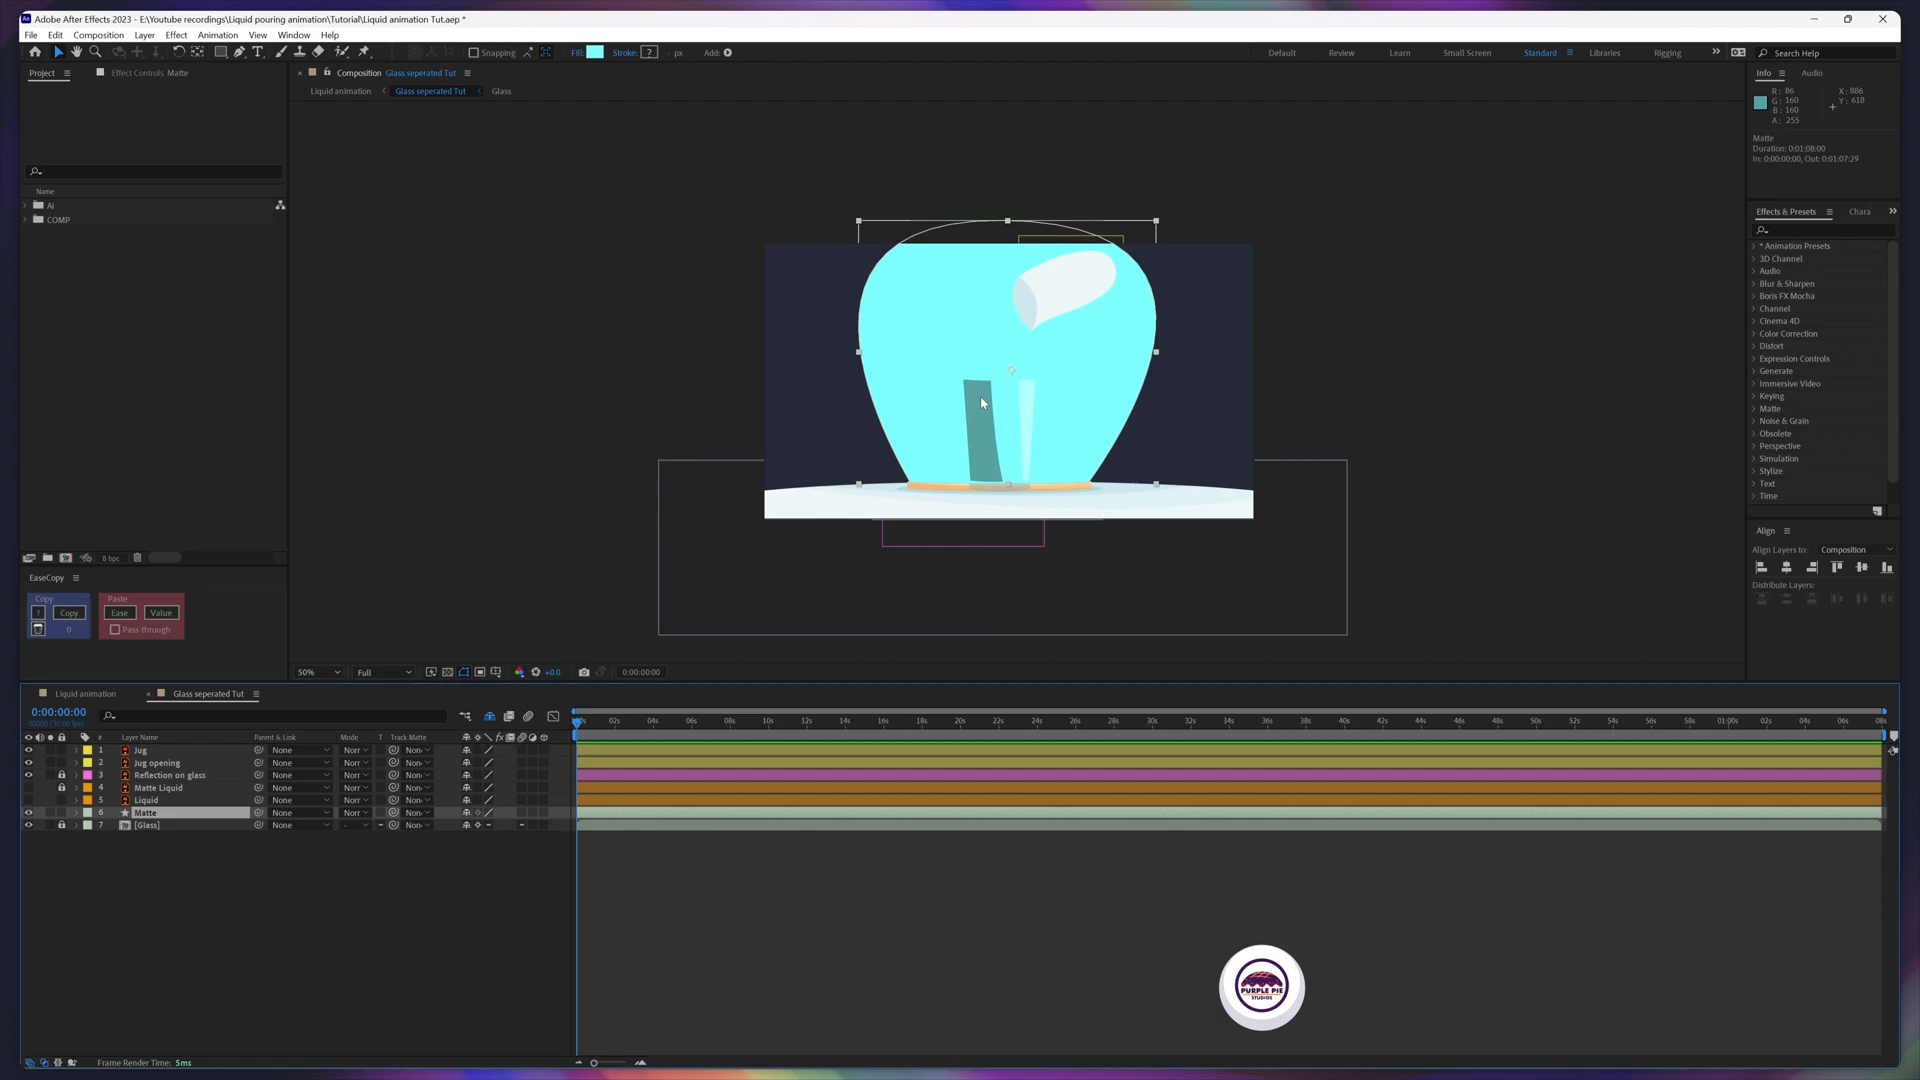 Adobe After Effects 2023 - E:\Youtube recordings\Liquid pouring animation\Tutorial\Liquid animation Tut.aep *
File Edit Composition Layer Effect Animation View Window Help
Snapping Fill: Stroke: ? - px Add: Default Review Learn Small Screen Standard Libraries Rigging Search Help
Project Effect Controls Matte Composition Glass seperated Tut Info Audio
Liquid animation Glass seperated Tut Glass
R: 86 X: 886
G: 160 Y: 618
B: 160
A: 255
Matte
Duration: 0:01:08:00
In: 0:00:00:00, Out: 0:01:07:29
Name
Ai
COMP
Effects & Presets Chara
* Animation Presets
3D Channel
Audio
Blur & Sharpen
Boris FX Mocha
Channel
Cinema 4D
Color Correction
Distort
Expression Controls
Generate
Immersive Video
Keying
Matte
Noise & Grain
Obsolete
Perspective
Simulation
Stylize
Text
Time
Align
Align Layers to: Composition
Distribute Layers:
8 bpc
EaseCopy
Copy Paste
? Copy Ease Value
0 Pass-through
50% Full +0.0 0:00:00:00
Liquid animation Glass seperated Tut
0:00:00:00
00000 (30.00 fps)
02s 04s 06s 08s 10s 12s 14s 16s 18s 20s 22s 24s 26s 28s 30s 32s 34s 36s 38s 40s 42s 44s 46s 48s 50s 52s 54s 56s 58s 01:00s 02s 04s 06s 08s
# Layer Name Parent & Link Mode T Track Matte
1 Jug None Norr Non
2 Jug opening None Norr Non
3 Reflection on glass None Norr Non
4 Matte Liquid None Norr Non
5 Liquid None Norr Non
6 Matte None Norr Non
7 [Glass] None - Non
PURPLE PIE
STUDIOS
Frame Render Time: 5ms